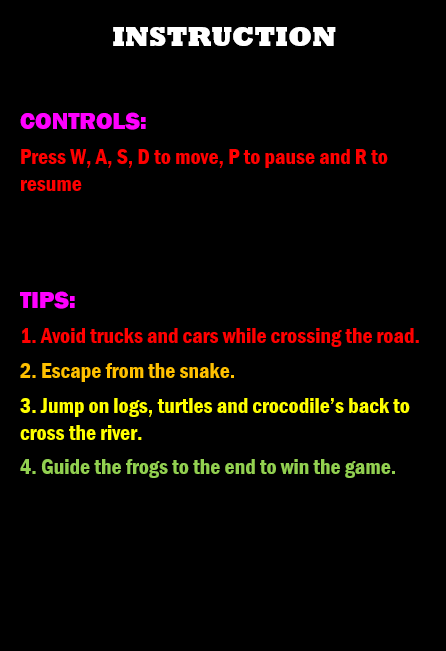 INSTRUCTION
CONTROLS:
Press W, A, S, D to move, P to pause and R to
resume
TIPS:
1. Avoid trucks and cars while crossing the road.
2. Escape from the snake.
3. Jump on logs, turtles and crocodile’s back to
cross the river.
4. Guide the frogs to the end to win the game.